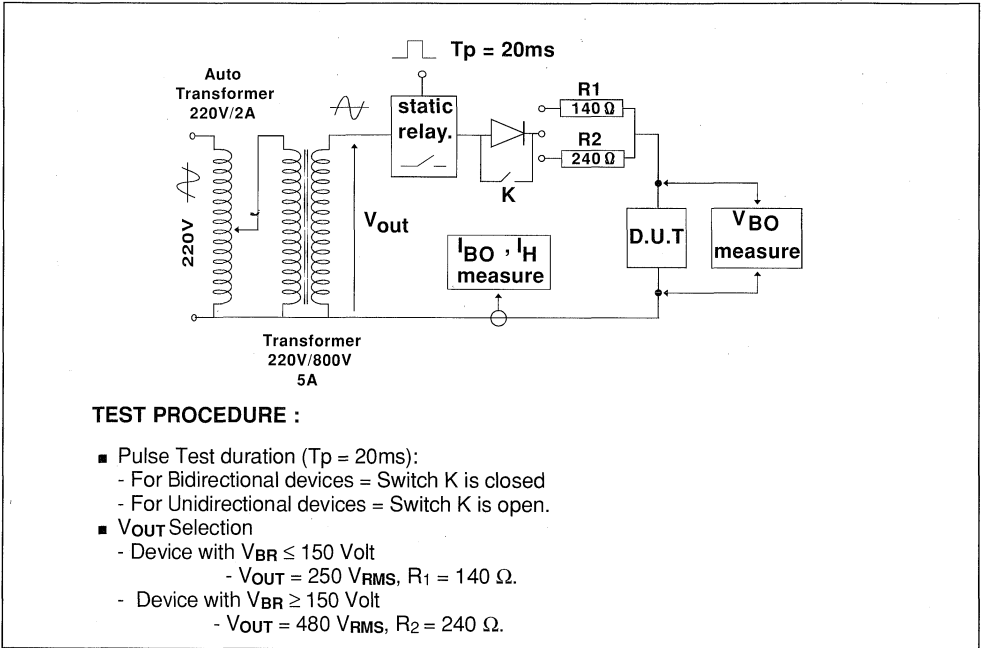 Tp = 20ms
Auto
Transformer
220V/2A
static
relay.
R1
140 Ω
R2
240 Ω
K
220V
Vout
IBO , IH
measure
D.U.T
VBO
measure
Transformer
220V/800V
5A
TEST PROCEDURE :
■ Pulse Test duration (Tp = 20ms):
- For Bidirectional devices = Switch K is closed
- For Unidirectional devices = Switch K is open.
■ VOUT Selection
- Device with VBR ≤ 150 Volt
- VOUT = 250 VRMS, R1 = 140 Ω.
- Device with VBR ≥ 150 Volt
- VOUT = 480 VRMS, R2 = 240 Ω.